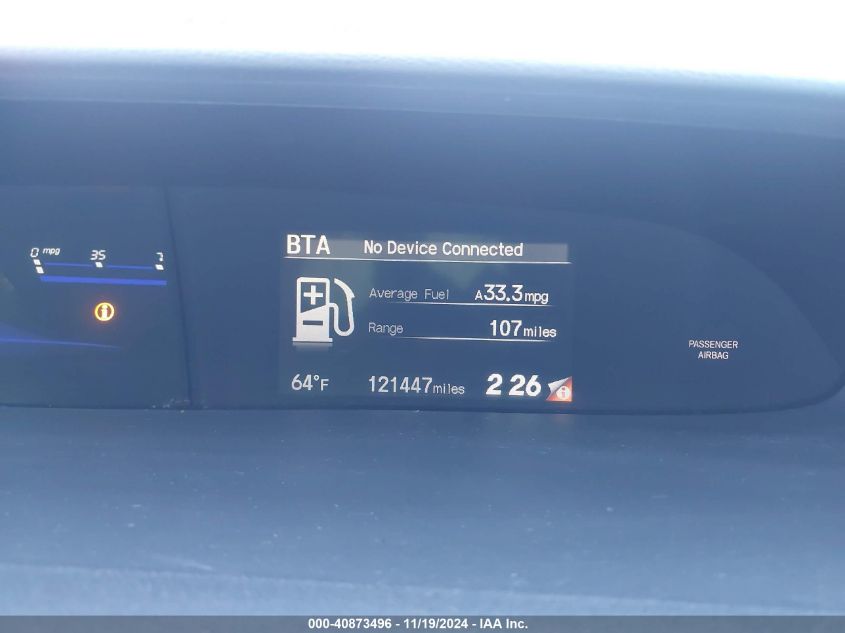 BTA No Device Connected
0 mpg 35 7
Average Fuel A33.3mpg
Range 107miles
PASSENGER
AIRBAG
64°F 121447miles 2 26
000-40873496 - 11/19/2024 - IAA Inc.